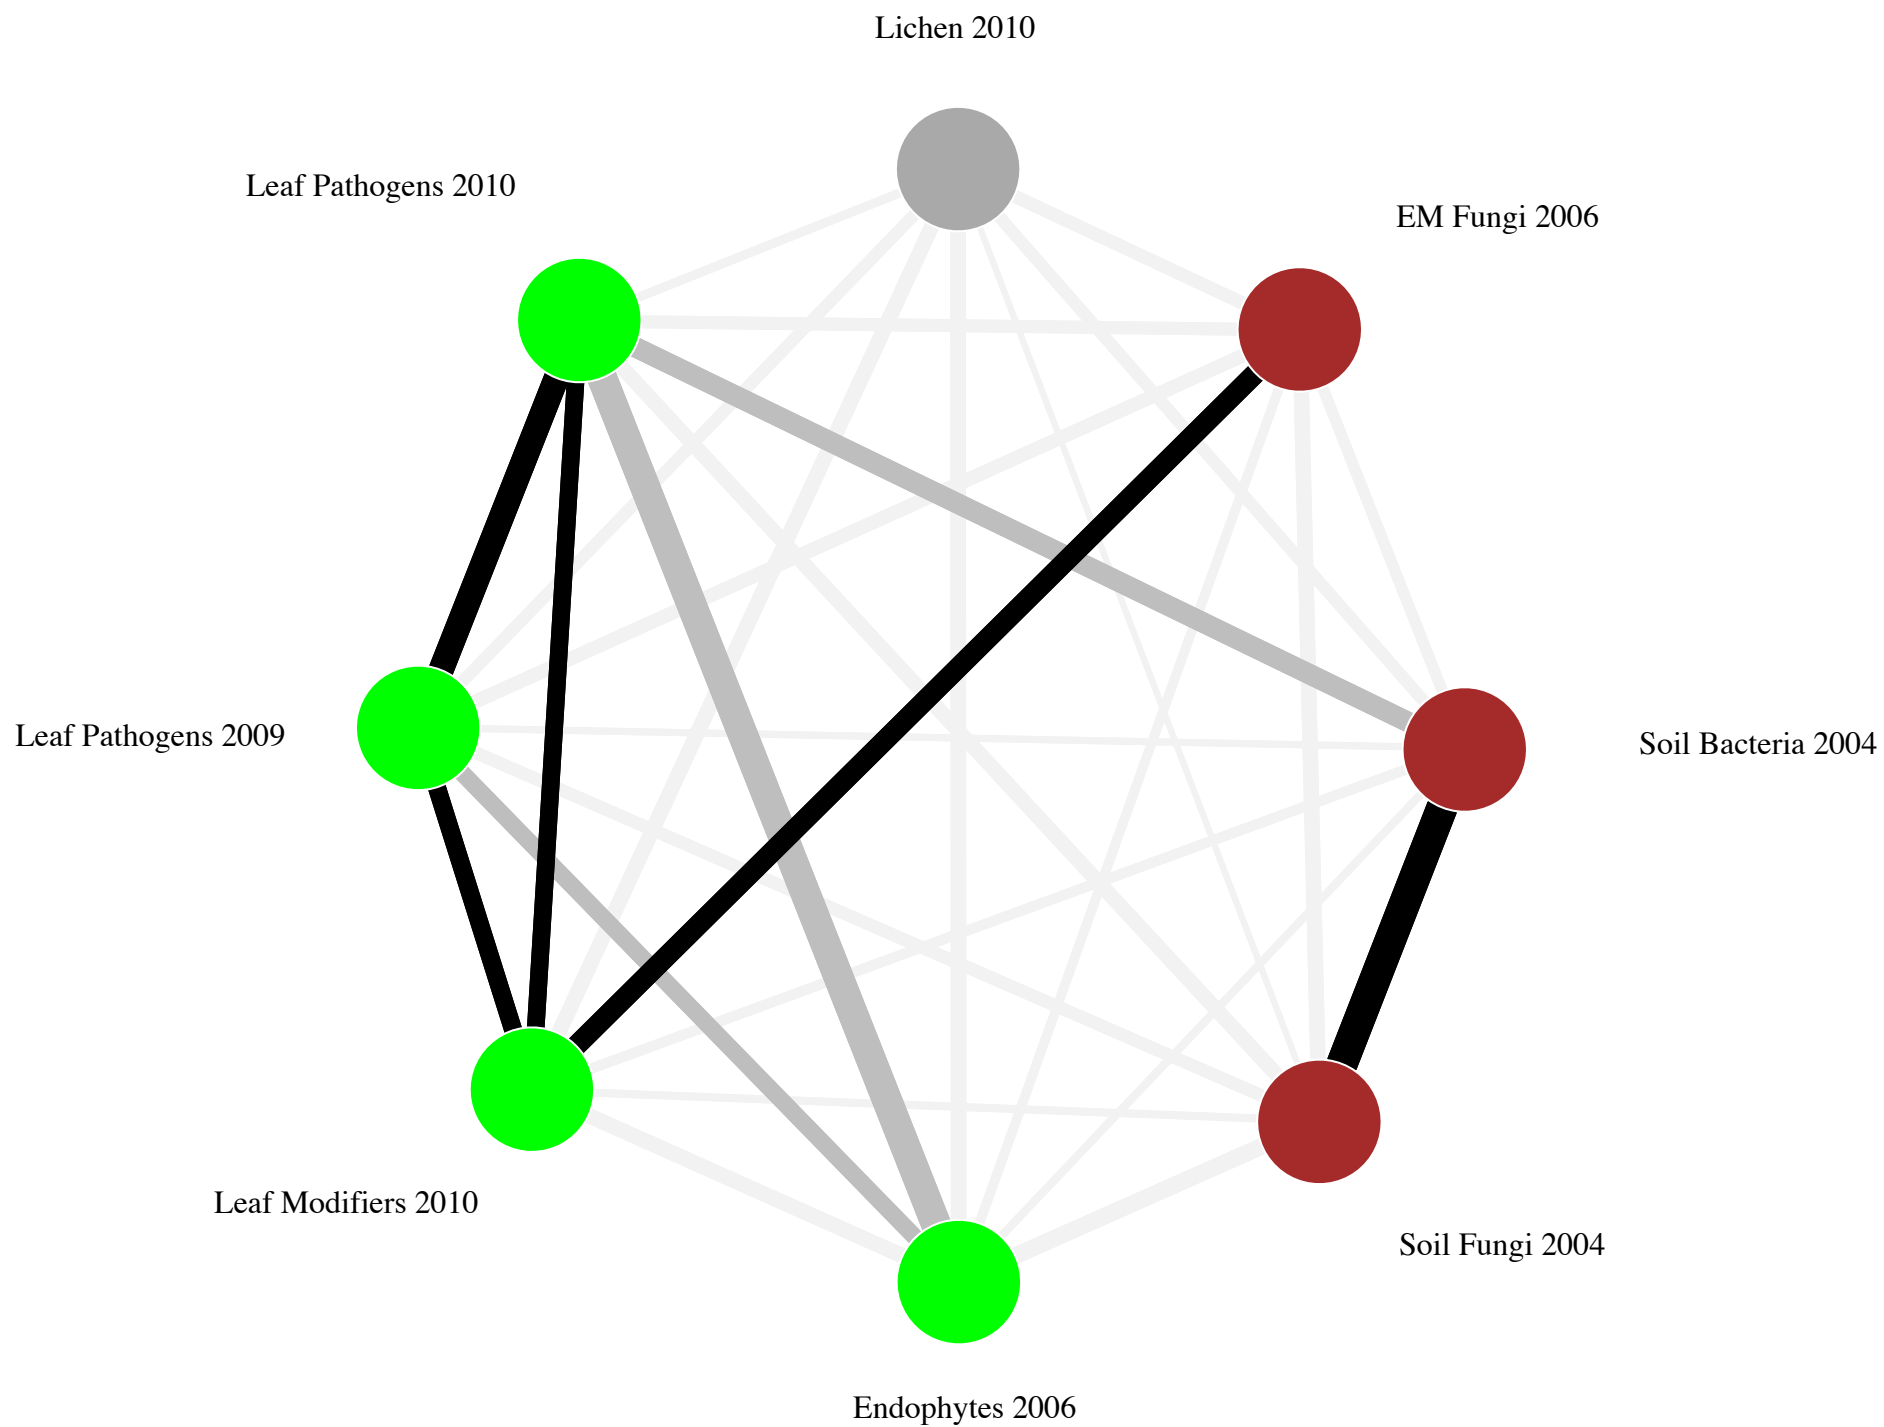 Lichen 2010
Leaf Pathogens 2010
EM Fungi 2006
Leaf Pathogens 2009
Soil Bacteria 2004
Leaf Modifiers 2010
Soil Fungi 2004
Endophytes 2006